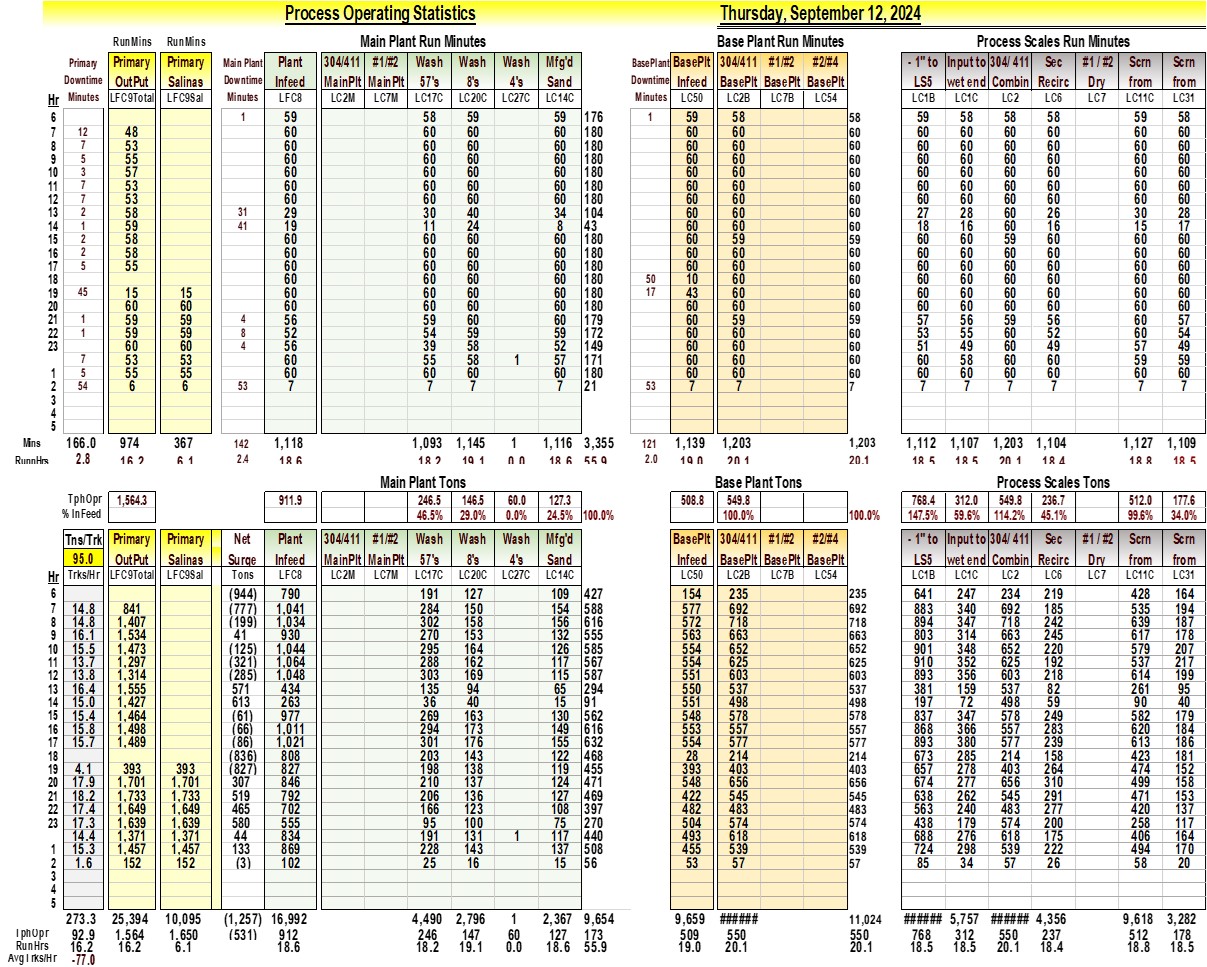 Process Operating Statistics Thursday, September 12, 2024
RunMins RunMins Main Plant Run Minutes Base Plant Run Minutes Process Scales Run Minutes
Primary Primary Primary Main Plant Plant 304/411 #1/#2 Wash Wash Wash Mfg'd BasePlant BasePlt 304/411 #1/#2 #2/#4 - 1" to Input to 304/ 411 Sec #1 / #2 Scrn Scrn
Downtime OutPut Salinas Downtime Infeed MainPlt MainPlt 57's 8's 4's Sand Downtime Infeed BasePlt BasePlt BasePlt LS5 wet end Combin Recirc Dry from from
Hr Minutes LFC9Total LFC9Sal Minutes LFC8 LC2M LC7M LC17C LC20C LC27C LC14C Minutes LC50 LC2B LC7B LC54 LC1B LC1C LC2 LC6 LC7 LC11C LC31
6 1 59 58 59 59 176 1 59 58 58 59 58 58 58 59 58
7 12 48 60 60 60 60 180 60 60 60 60 60 60 60 60 60
8 7 53 60 60 60 60 180 60 60 60 60 60 60 60 60 60
9 5 55 60 60 60 60 180 60 60 60 60 60 60 60 60 60
10 3 57 60 60 60 60 180 60 60 60 60 60 60 60 60 60
11 7 53 60 60 60 60 180 60 60 60 60 60 60 60 60 60
12 7 53 60 60 60 60 180 60 60 60 60 60 60 60 60 60
13 2 58 31 29 30 40 34 104 60 60 60 27 28 60 26 30 28
14 1 59 41 19 11 24 8 43 60 60 60 18 16 60 16 15 17
15 2 58 60 60 60 60 180 60 59 59 60 60 60 60 60 60
16 2 58 60 60 60 60 180 60 60 60 60 60 60 60 60 60
17 5 55 60 60 60 60 180 60 60 60 60 60 60 60 60 60
18 60 60 60 60 180 50 10 60 60 60 60 60 60 60 60
19 45 15 15 60 60 60 60 180 17 43 60 60 60 60 60 60 60 60
20 60 60 60 60 60 60 180 60 60 60 60 60 60 60 60 60
21 1 59 59 4 56 59 60 60 179 60 59 59 57 56 59 56 60 57
22 1 59 59 8 52 54 59 59 172 60 60 60 53 55 60 52 60 54
23 60 60 4 56 39 58 52 149 60 60 60 51 49 60 49 57 49
7 53 53 60 55 58 1 57 171 60 60 60 60 58 60 60 59 59
1 5 55 55 60 60 60 60 180 60 60 60 60 60 60 60 60 60
2 54 6 6 53 7 7 7 7 21 53 7 7 7 7 7 7 7 7 7
3
4
5
Mins 166.0 974 367 142 1,118 1,093 1,145 1 1,116 3,355 121 1,139 1,203 1,203 1,112 1,107 1,203 1,104 1,127 1,109
RunnHrs 2.8 16.2 6.1 2.4 18.6 18.2 19.1 0.0 18.6 55.9 2.0 19.0 20.1 20.1 18.5 18.5 20.1 18.4 18.8 18.5
Main Plant Tons Base Plant Tons Process Scales Tons
TphOpr 1,564.3 911.9 246.5 146.5 60.0 127.3 508.8 549.8 768.4 312.0 549.8 236.7 512.0 177.6
% InFeed 46.5% 29.0% 0.0% 24.5% 100.0% 100.0% 100.0% 147.5% 59.6% 114.2% 45.1% 99.6% 34.0%
Tns/Trk Primary Primary Net Plant 304/411 #1/#2 Wash Wash Wash Mfg'd BasePlt 304/411 #1/#2 #2/#4 - 1" to Input to 304/ 411 Sec #1 / #2 Scrn Scrn
95.0 OutPut Salinas Surge Infeed MainPlt MainPlt 57's 8's 4's Sand Infeed BasePlt BasePlt BasePlt LS5 wet end Combin Recirc Dry from from
Hr Trks/Hr LFC9Total LFC9Sal Tons LFC8 LC2M LC7M LC17C LC20C LC27C LC14C LC50 LC2B LC7B LC54 LC1B LC1C LC2 LC6 LC7 LC11C LC31
6 (944) 790 191 127 109 427 154 235 235 641 247 234 219 428 164
7 14.8 841 (777) 1,041 284 150 154 588 577 692 692 883 340 692 185 535 194
8 14.8 1,407 (199) 1,034 302 158 156 616 572 718 718 894 347 718 242 639 187
9 16.1 1,534 41 930 270 153 132 555 563 663 663 803 314 663 245 617 178
10 15.5 1,473 (125) 1,044 295 164 126 585 554 652 652 901 348 652 220 579 207
11 13.7 1,297 (321) 1,064 288 162 117 567 554 625 625 910 352 625 192 537 217
12 13.8 1,314 (285) 1,048 303 169 115 587 551 603 603 893 356 603 218 614 199
13 16.4 1,555 571 434 135 94 65 294 550 537 537 381 159 537 82 261 95
14 15.0 1,427 613 263 36 40 15 91 551 498 498 197 72 498 59 90 40
15 15.4 1,464 (61) 977 269 163 130 562 548 578 578 837 347 578 249 582 179
16 15.8 1,498 (66) 1,011 294 173 149 616 553 557 557 868 366 557 283 620 184
17 15.7 1,489 (86) 1,021 301 176 155 632 554 577 577 893 380 577 239 613 186
18 (836) 808 203 143 122 468 28 214 214 673 285 214 158 423 181
19 4.1 393 393 (827) 827 198 138 119 455 393 403 403 657 278 403 264 474 152
20 17.9 1,701 1,701 307 846 210 137 124 471 548 656 656 674 277 656 310 499 158
21 18.2 1,733 1,733 519 792 206 136 127 469 422 545 545 638 262 545 291 471 153
22 17.4 1,649 1,649 465 702 166 123 108 397 482 483 483 563 240 483 277 420 137
23 17.3 1,639 1,639 580 555 95 100 75 270 504 574 574 438 179 574 200 258 117
14.4 1,371 1,371 44 834 191 131 1 117 440 493 618 618 688 276 618 175 406 164
1 15.3 1,457 1,457 133 869 228 143 137 508 455 539 539 724 298 539 222 494 170
2 1.6 152 152 (3) 102 25 16 15 56 53 57 57 85 34 57 26 58 20
3
4
5
273.3 25,394 10,095 (1,257) 16,992 4,490 2,796 1 2,367 9,654 9,659 ###### 11,024 ###### 5,757 ###### 4,356 9,618 3,282
TphOpr 92.9 1,564 1,650 (531) 912 246 147 60 127 173 509 550 550 768 312 550 237 512 178
RunHrs 16.2 16.2 6.1 18.6 18.2 19.1 0.0 18.6 55.9 19.0 20.1 20.1 18.5 18.5 20.1 18.4 18.8 18.5
AvgTrks/Hr -77.0